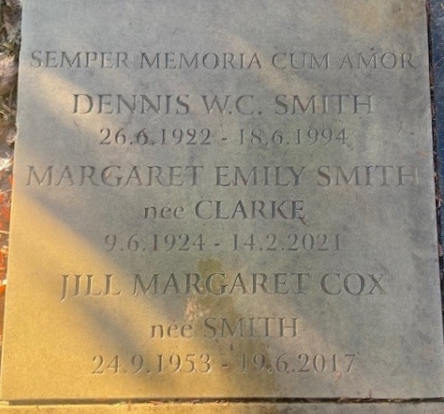 SEMPER MEMORIA CUM AMOR
DENNIS W.C. SMITH
26.6.1922 - 18.6.1994
MARGARET EMILY SMITH
nee CLARKE
9.6.1924 - 14.2.2021
JILL MARGARET COX
nee SMITH
24.9.1953 - 19.6.2017